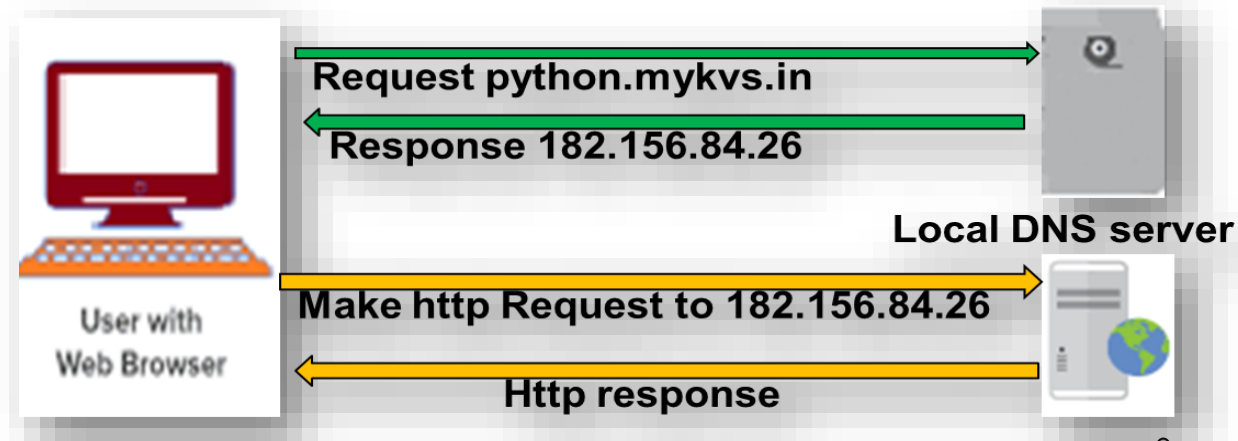 Request python.mykvs.in
Response 182.156.84.26
Local DNS server
Make http Request to 182.156.84.26
User with
Web Browser
Http response